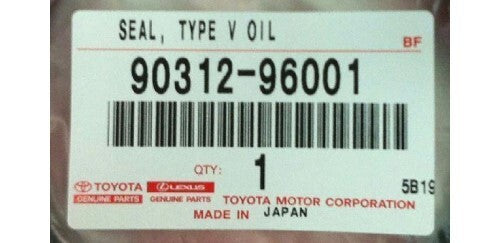 SEAL, TYPE V OIL
BF
90312-96001
QTY: 1
5B19
TOYOTA LEXUS
GENUINE PARTS GENUINE PARTS
TOYOTA MOTOR CORPORATION
MADE IN JAPAN